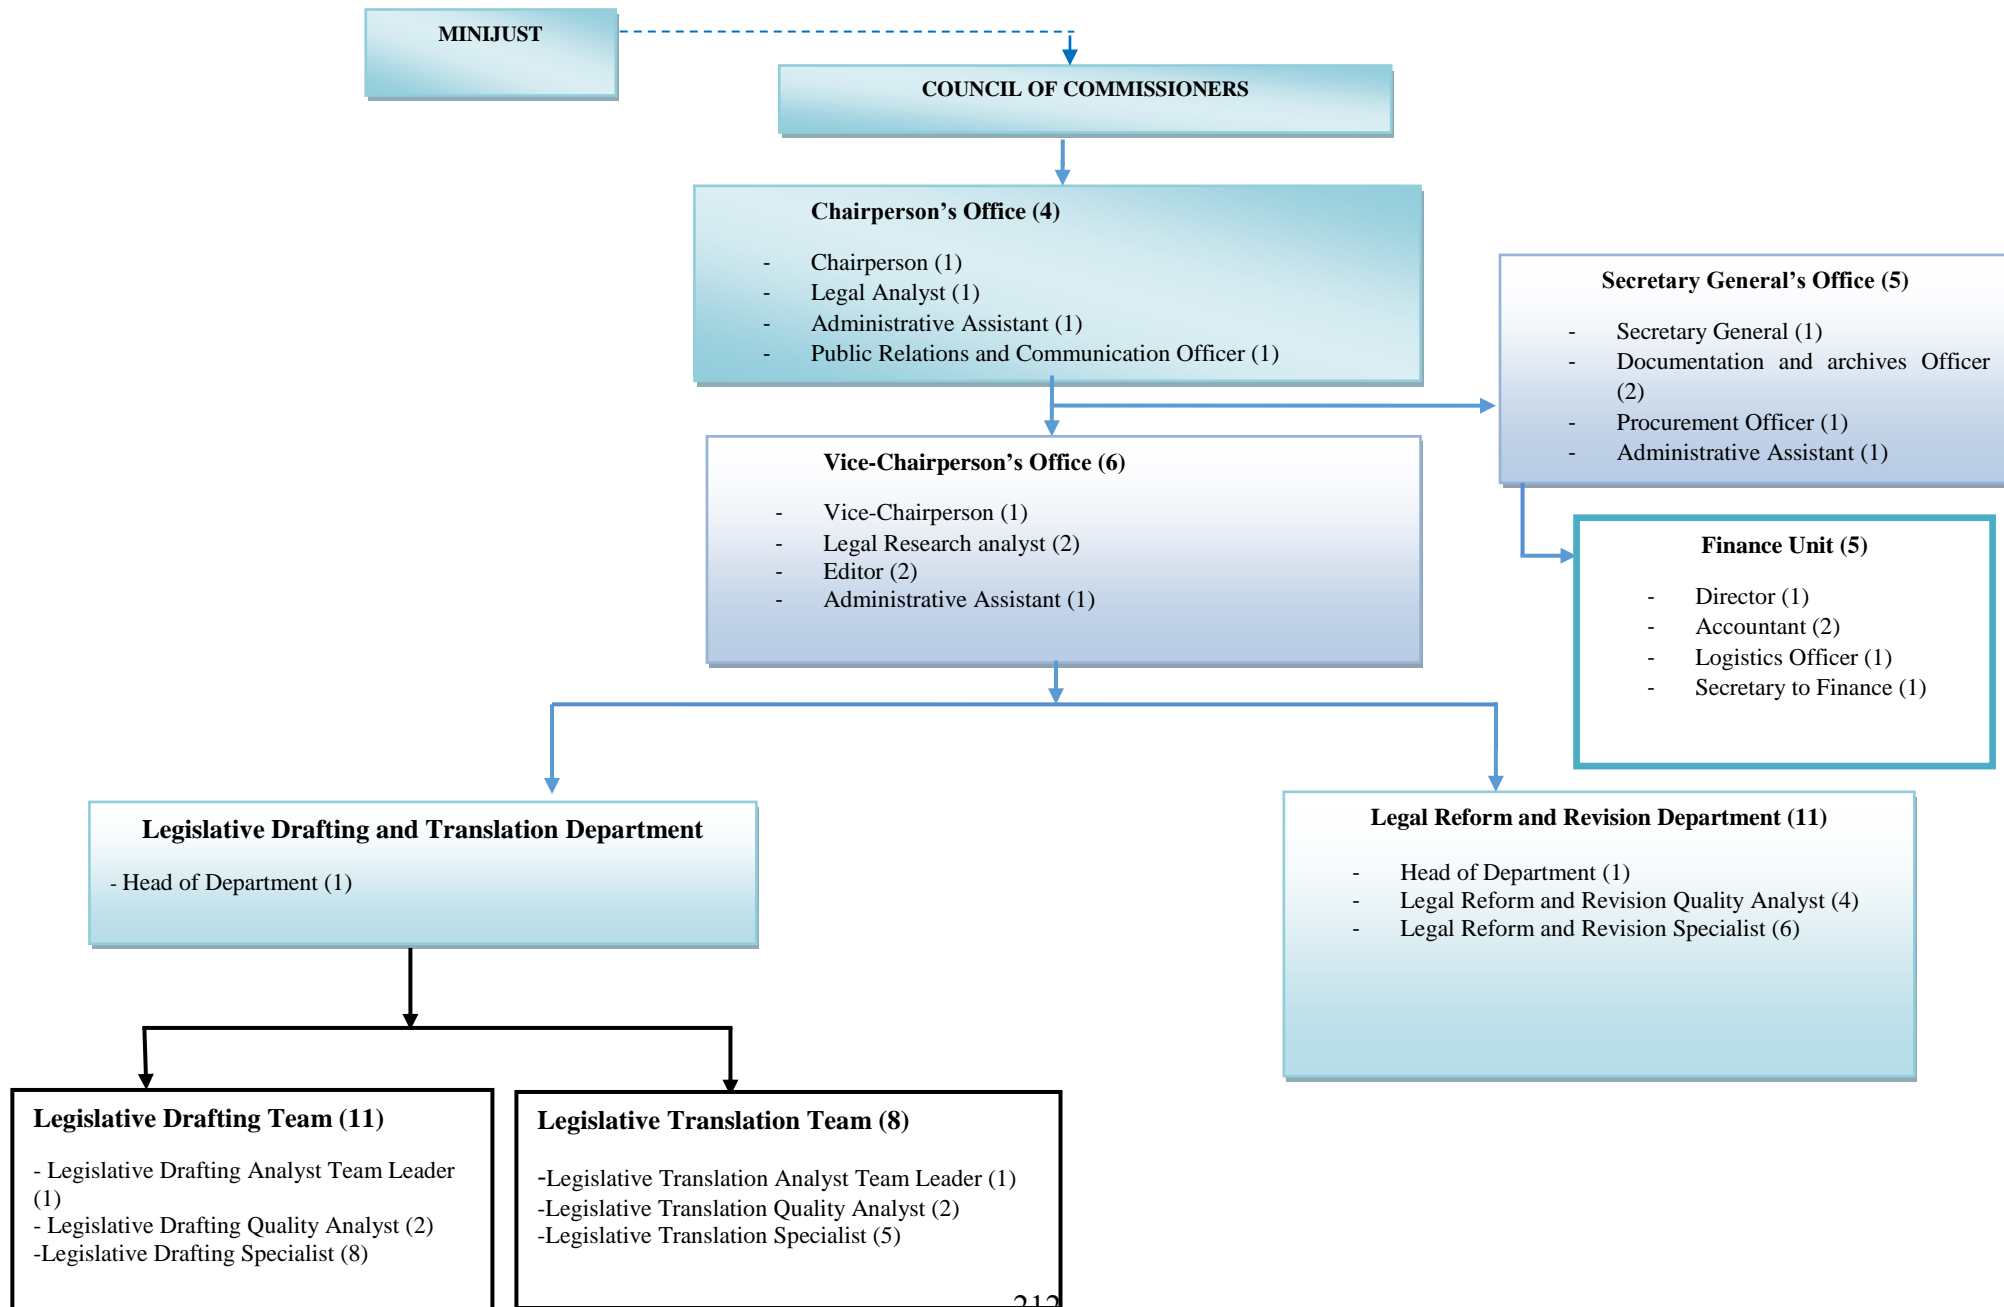 MINIJUST
COUNCIL OF COMMISSIONERS
Chairperson’s Office (4)
- Chairperson (1)
- Legal Analyst (1)
- Administrative Assistant (1)
- Public Relations and Communication Officer (1)
Secretary General’s Office (5)
- Secretary General (1)
- Documentation and archives Officer
(2)
- Procurement Officer (1)
- Administrative Assistant (1)
Vice-Chairperson’s Office (6)
- Vice-Chairperson (1)
- Legal Research analyst (2)
- Editor (2)
- Administrative Assistant (1)
Finance Unit (5)
- Director (1)
- Accountant (2)
- Logistics Officer (1)
- Secretary to Finance (1)
Legislative Drafting and Translation Department
- Head of Department (1)
Legal Reform and Revision Department (11)
- Head of Department (1)
- Legal Reform and Revision Quality Analyst (4)
- Legal Reform and Revision Specialist (6)
Legislative Drafting Team (11)
- Legislative Drafting Analyst Team Leader
(1)
- Legislative Drafting Quality Analyst (2)
-Legislative Drafting Specialist (8)
Legislative Translation Team (8)
-Legislative Translation Analyst Team Leader (1)
-Legislative Translation Quality Analyst (2)
-Legislative Translation Specialist (5)
212